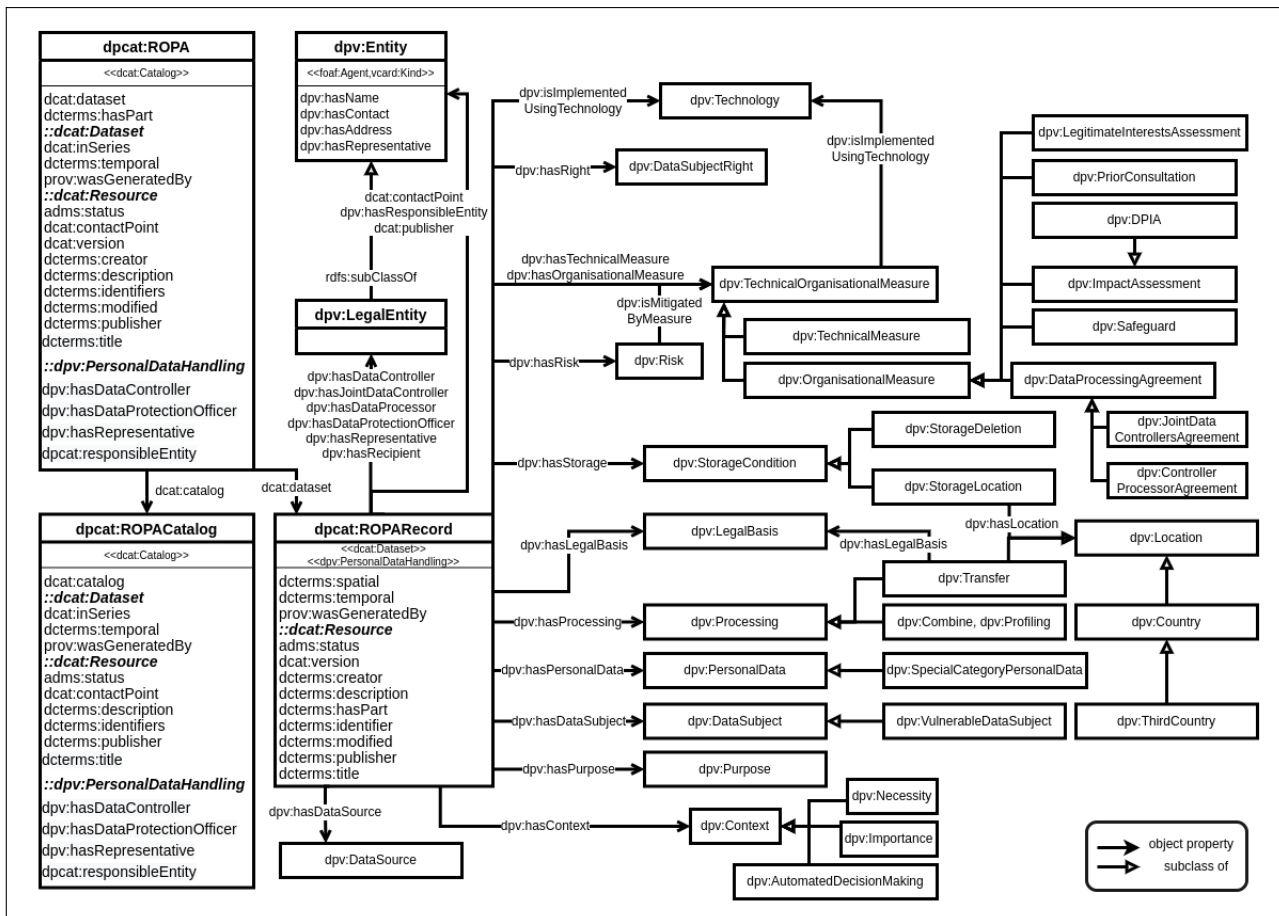 dpcat:ROPA
<<dcat:Catalog>>
dcat:dataset
dcterms:hasPart
::dcat:Dataset
dcat:inSeries
dcterms:temporal
prov:wasGeneratedBy
::dcat:Resource
adms:status
dcat:contactPoint
dcat:version
dcterms:creator
dcterms:description
dcterms:identifiers
dcterms:modified
dcterms:publisher
dcterms:title
::dpv:PersonalDataHandling
dpv:hasDataController
dpv:hasDataProtectionOfficer
dpv:hasRepresentative
dpcat:responsibleEntity
dcat:catalog
dcat:dataset
dpcat:ROPACatalog
<<dcat:Catalog>>
dcat:catalog
::dcat:Dataset
dcat:inSeries
dcterms:temporal
prov:wasGeneratedBy
::dcat:Resource
adms:status
dcat:contactPoint
dcterms:description
dcterms:identifiers
dcterms:publisher
dcterms:title
::dpv:PersonalDataHandling
dpv:hasDataController
dpv:hasDataProtectionOfficer
dpv:hasRepresentative
dpcat:responsibleEntity
dpv:Entity
<<foaf:Agent,vcard:Kind>>
dpv:hasName
dpv:hasContact
dpv:hasAddress
dpv:hasRepresentative
dcat:contactPoint
dpv:hasResponsibleEntity
dcat:publisher
rdfs:subClassOf
dpv:LegalEntity
dpv:hasDataController
dpv:hasJointDataController
dpv:hasDataProcessor
dpv:hasDataProtectionOfficer
dpv:hasRepresentative
dpv:hasRecipient
dpcat:ROPARecord
<<dcat:Dataset>>
<<dpv:PersonalDataHandling>>
dcterms:spatial
dcterms:temporal
prov:wasGeneratedBy
::dcat:Resource
adms:status
dcat:version
dcterms:creator
dcterms:description
dcterms:hasPart
dcterms:identifier
dcterms:modified
dcterms:publisher
dcterms:title
dpv:hasDataSource
dpv:DataSource
dpv:isImplemented
UsingTechnology
dpv:Technology
dpv:isImplemented
UsingTechnology
dpv:hasRight
dpv:DataSubjectRight
dpv:hasTechnicalMeasure
dpv:hasOrganisationalMeasure
dpv:TechnicalOrganisationalMeasure
dpv:isMitigated
ByMeasure
dpv:TechnicalMeasure
dpv:hasRisk
dpv:Risk
dpv:OrganisationalMeasure
dpv:LegitimateInterestsAssessment
dpv:PriorConsultation
dpv:DPIA
dpv:ImpactAssessment
dpv:Safeguard
dpv:DataProcessingAgreement
dpv:JointData
ControllersAgreement
dpv:Controller
ProcessorAgreement
dpv:hasStorage
dpv:StorageCondition
dpv:StorageDeletion
dpv:StorageLocation
dpv:hasLocation
dpv:Location
dpv:hasLegalBasis
dpv:LegalBasis
dpv:hasLegalBasis
dpv:Transfer
dpv:hasProcessing
dpv:Processing
dpv:Combine, dpv:Profiling
dpv:Country
dpv:hasPersonalData
dpv:PersonalData
dpv:SpecialCategoryPersonalData
dpv:hasDataSubject
dpv:DataSubject
dpv:VulnerableDataSubject
dpv:ThirdCountry
dpv:hasPurpose
dpv:Purpose
dpv:hasContext
dpv:Context
dpv:Necessity
dpv:Importance
dpv:AutomatedDecisionMaking
object property
subclass of